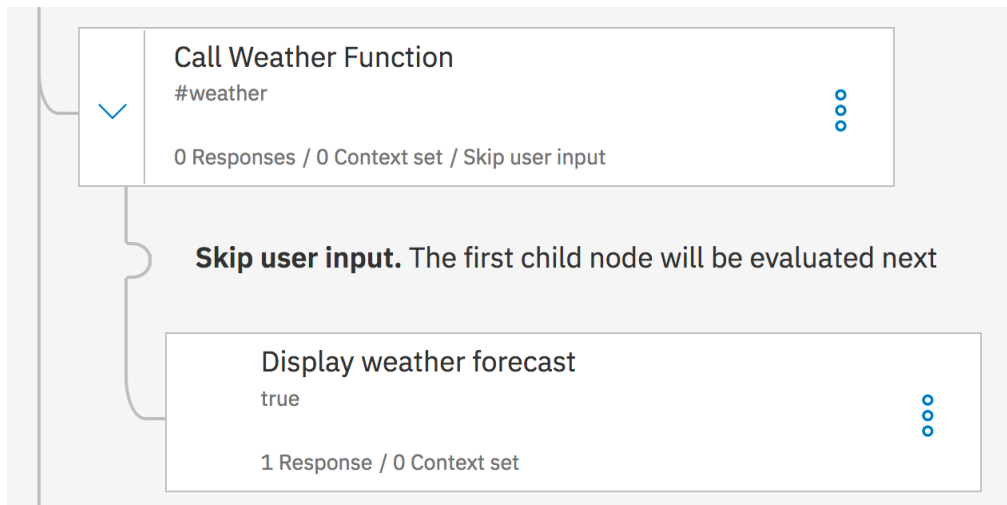 Call Weather Function
#weather
0 Responses / 0 Context set / Skip user input
Skip user input. The first child node will be evaluated next
Display weather forecast
true
1 Response / 0 Context set